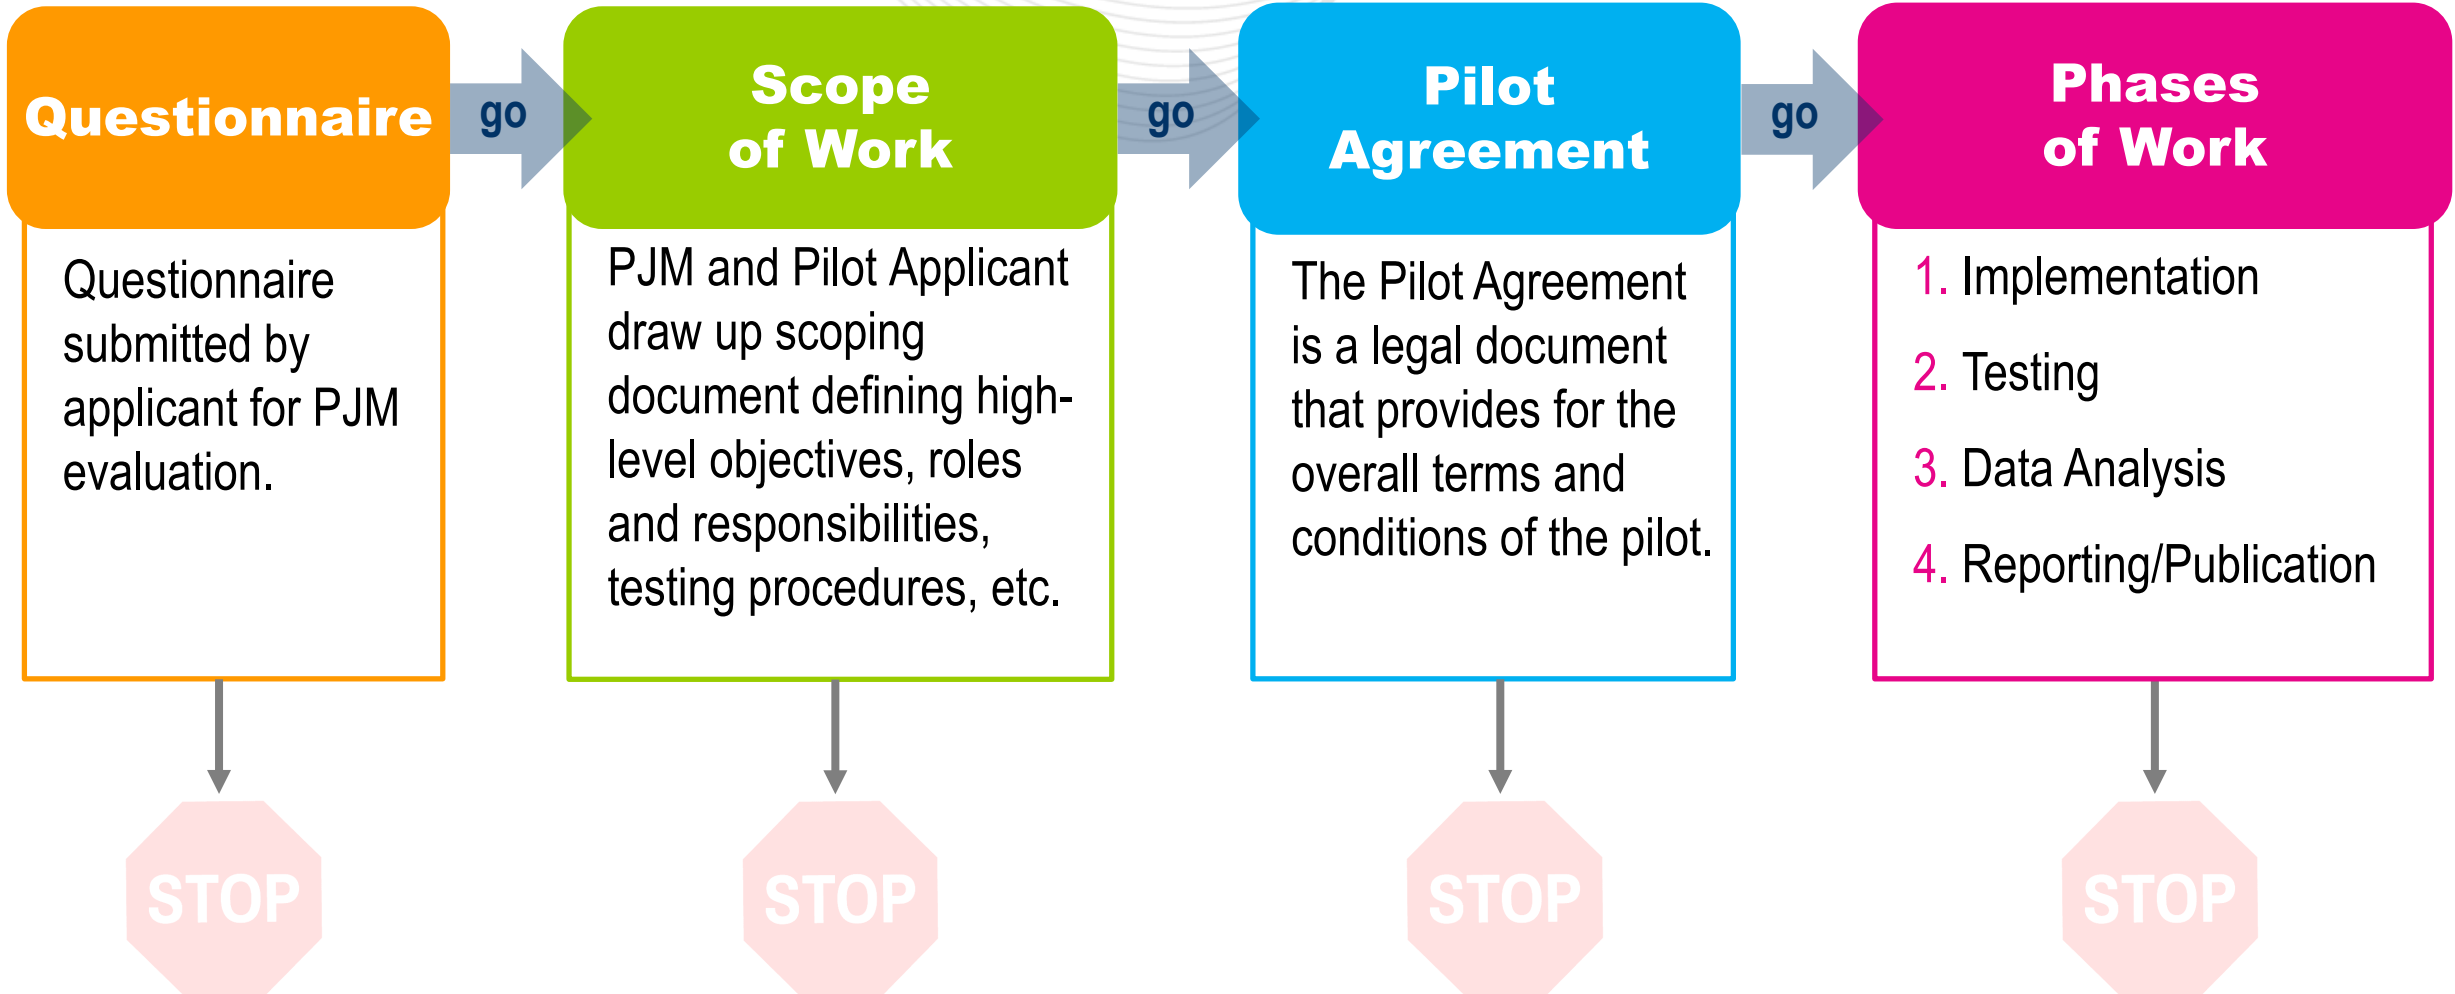 Questionnaire
Questionnaire
submitted by
applicant for PJM
evaluation.
STOP
go
Scope
of Work
PJM and Pilot Applicant
draw up scoping
document defining high-
level objectives, roles
and responsibilities,
testing procedures, etc.
STOP
go
Pilot
Agreement
The Pilot Agreement
is a legal document
that provides for the
overall terms and
conditions of the pilot.
STOP
go
Phases
of Work
1. Implementation
2. Testing
3. Data Analysis
4. Reporting/Publication
STOP